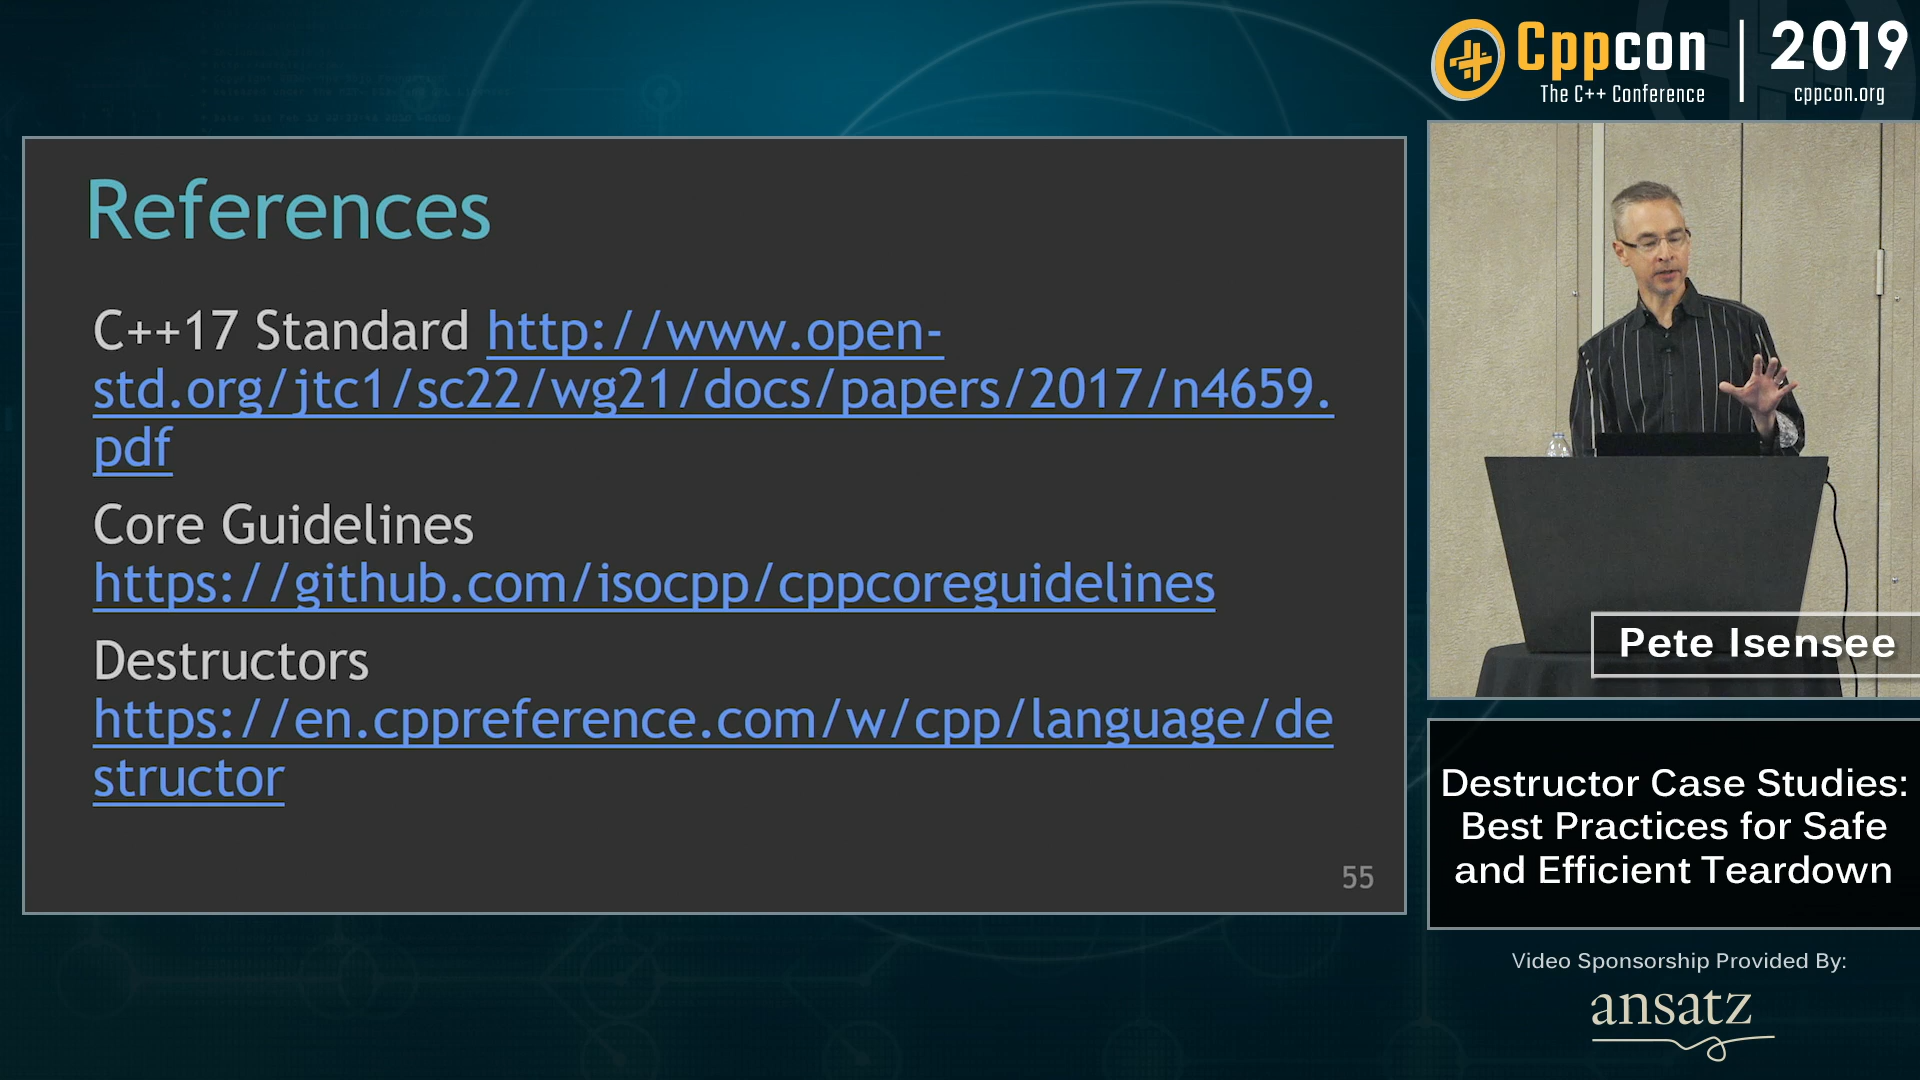 Cppcon
The C++ Conference
2019
cppcon.org
References
C++17 Standard http://www.open-
std.org/jtc1/sc22/wg21/docs/papers/2017/n4659.
pdf
Core Guidelines
https://github.com/isocpp/cppcoreguidelines
Destructors
https://en.cppreference.com/w/cpp/language/de
structor
55
Pete Isensee
Destructor Case Studies:
Best Practices for Safe
and Efficient Teardown
Video Sponsorship Provided By:
ansatz